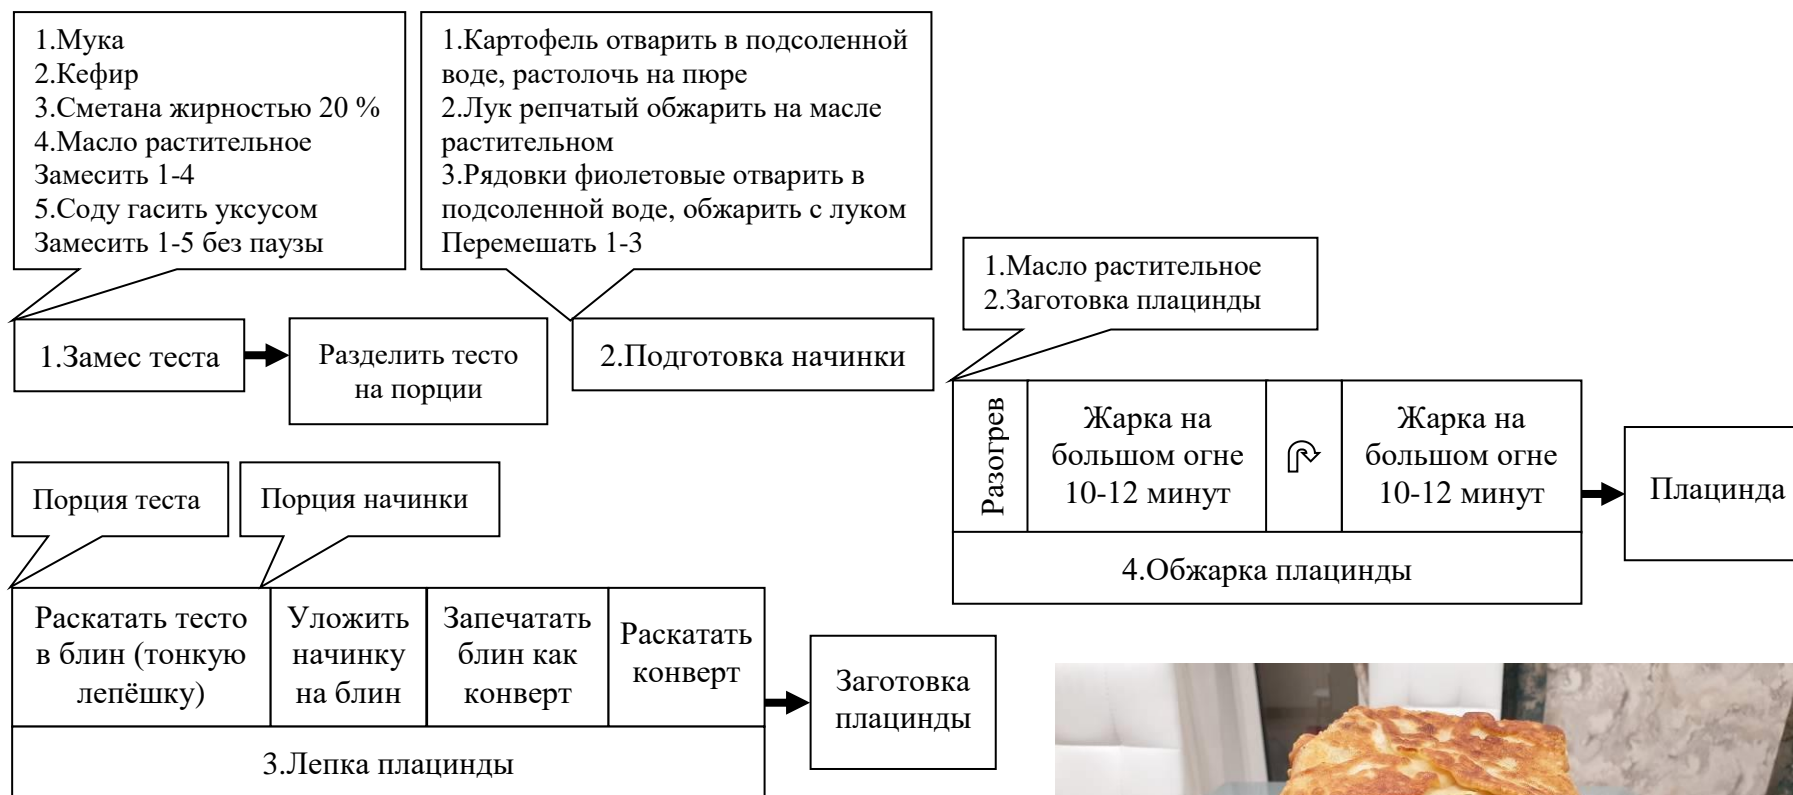 1.Мука
2.Кефир
3.Сметана жирностью 20 %
4.Масло растительное
Замесить 1-4
5.Соду гасить уксусом
Замесить 1-5 без паузы
1.Картофель отварить в подсоленной
воде, растолочь на пюре
2.Лук репчатый обжарить на масле
растительном
3.Рядовки фиолетовые отварить в
подсоленной воде, обжарить с луком
Перемешать 1-3
1.Масло растительное
2.Заготовка плацинды
1.Замес теста
Разделить тесто
на порции
2.Подготовка начинки
Разогрев
Жарка на
большом огне
10-12 минут
Жарка на
большом огне
10-12 минут
Плацинда
4.Обжарка плацинды
Порция теста
Порция начинки
Раскатать тесто
в блин (тонкую
лепёшку)
Уложить
начинку
на блин
Запечатать
блин как
конверт
Раскатать
конверт
Заготовка
плацинды
3.Лепка плацинды